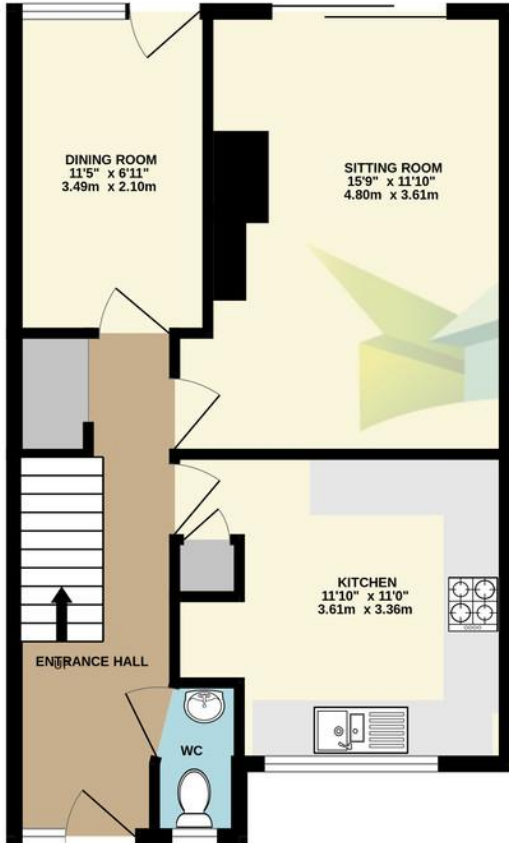 DINING ROOM
11'5" x 6'11"
3.49m x 2.10m
SITTING ROOM
15'9" x 11'10"
4.80m x 3.61m
KITCHEN
11'10" x 11'0"
3.61m x 3.36m
ENTRANCE HALL
UP
WC